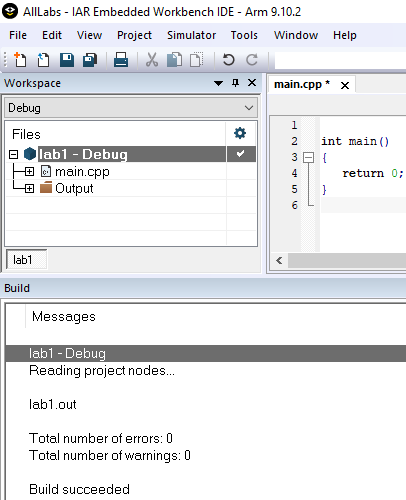 AllLabs - IAR Embedded Workbench IDE - Arm 9.10.2
File Edit View Project Simulator Tools Window
Workspace
Debug
Files
lab1 - Debug
main.cpp
Output
lab1
main.cpp *
1
2 int main()
3 {
4 return 0;
5 }
6
Build
Messages
lab1 - Debug
Reading project nodes...
lab1.out
Total number of errors: 0
Total number of warnings: 0
Build succeeded